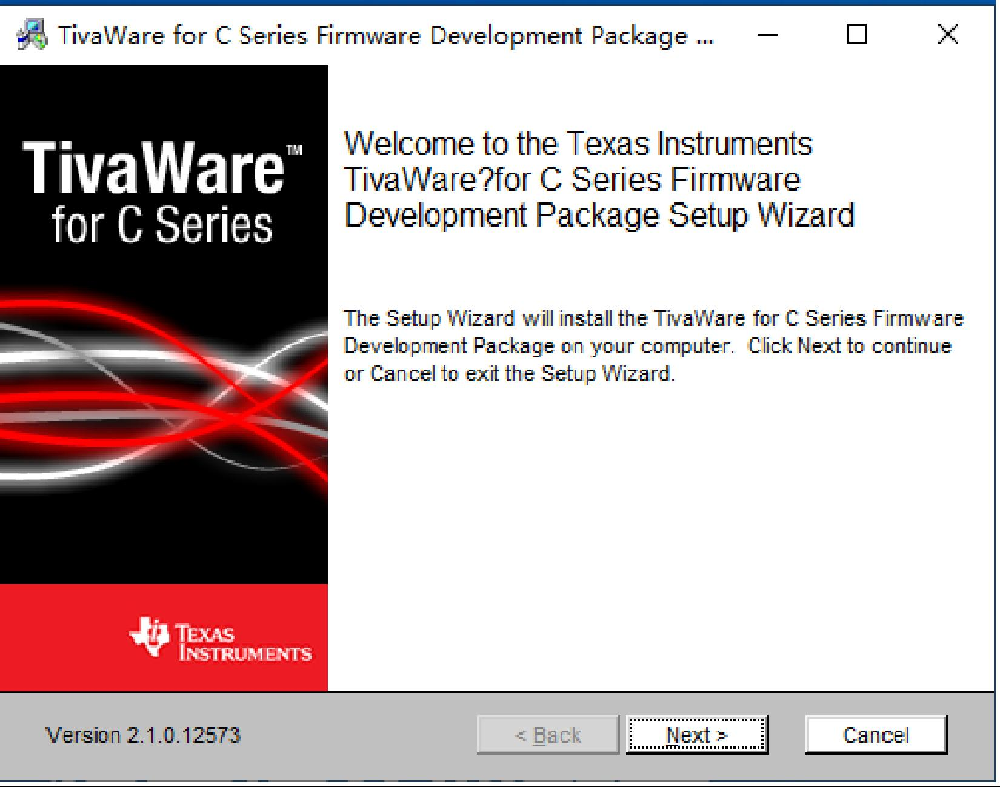 TivaWare for C Series Firmware Development Package ...
TivaWare™
for C Series
Welcome to the Texas Instruments
TivaWare?for C Series Firmware
Development Package Setup Wizard
The Setup Wizard will install the TivaWare for C Series Firmware
Development Package on your computer.  Click Next to continue
or Cancel to exit the Setup Wizard.
TEXAS
INSTRUMENTS
Version 2.1.0.12573
< Back
Next >
Cancel